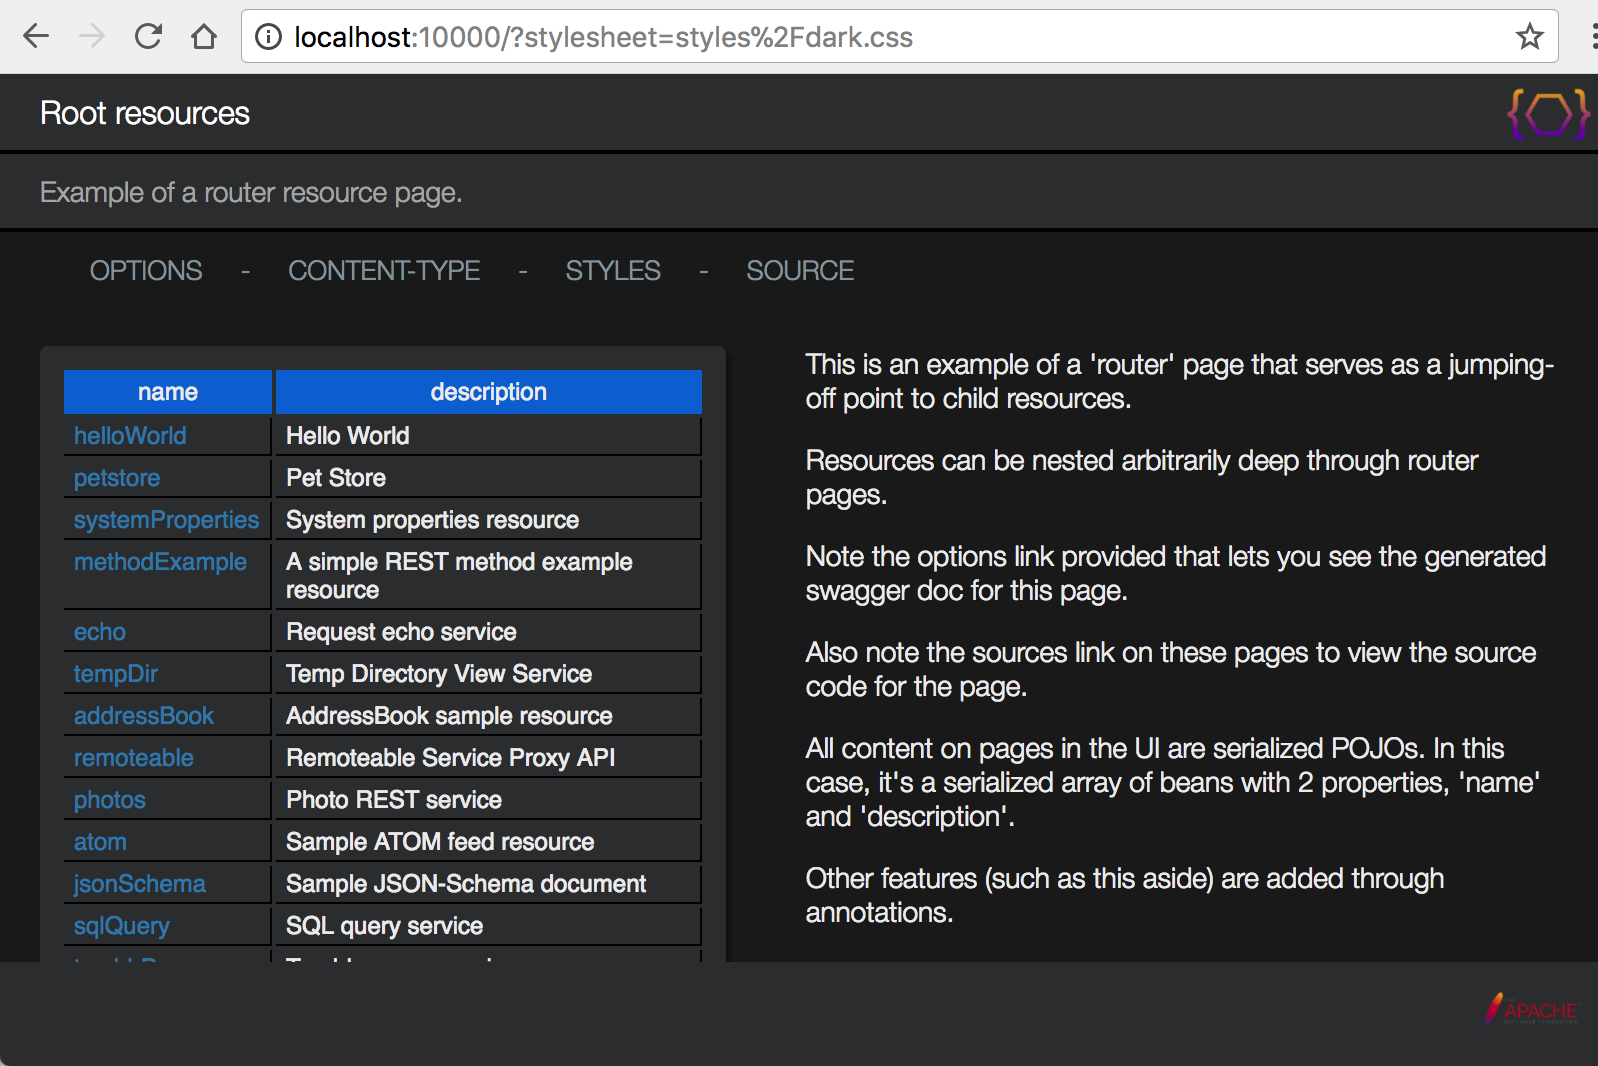 localhost:10000/?stylesheet=styles%2Fdark.css
Root resources
Example of a router resource page.
OPTIONS - CONTENT-TYPE - STYLES - SOURCE
name description
helloWorld Hello World
petstore Pet Store
systemProperties System properties resource
methodExample A simple REST method example
resource
echo Request echo service
tempDir Temp Directory View Service
addressBook AddressBook sample resource
remoteable Remoteable Service Proxy API
photos Photo REST service
atom Sample ATOM feed resource
jsonSchema Sample JSON-Schema document
sqlQuery SQL query service
This is an example of a 'router' page that serves as a jumping-
off point to child resources.
Resources can be nested arbitrarily deep through router
pages.
Note the options link provided that lets you see the generated
swagger doc for this page.
Also note the sources link on these pages to view the source
code for the page.
All content on pages in the UI are serialized POJOs. In this
case, it's a serialized array of beans with 2 properties, 'name'
and 'description'.
Other features (such as this aside) are added through
annotations.
APACHE